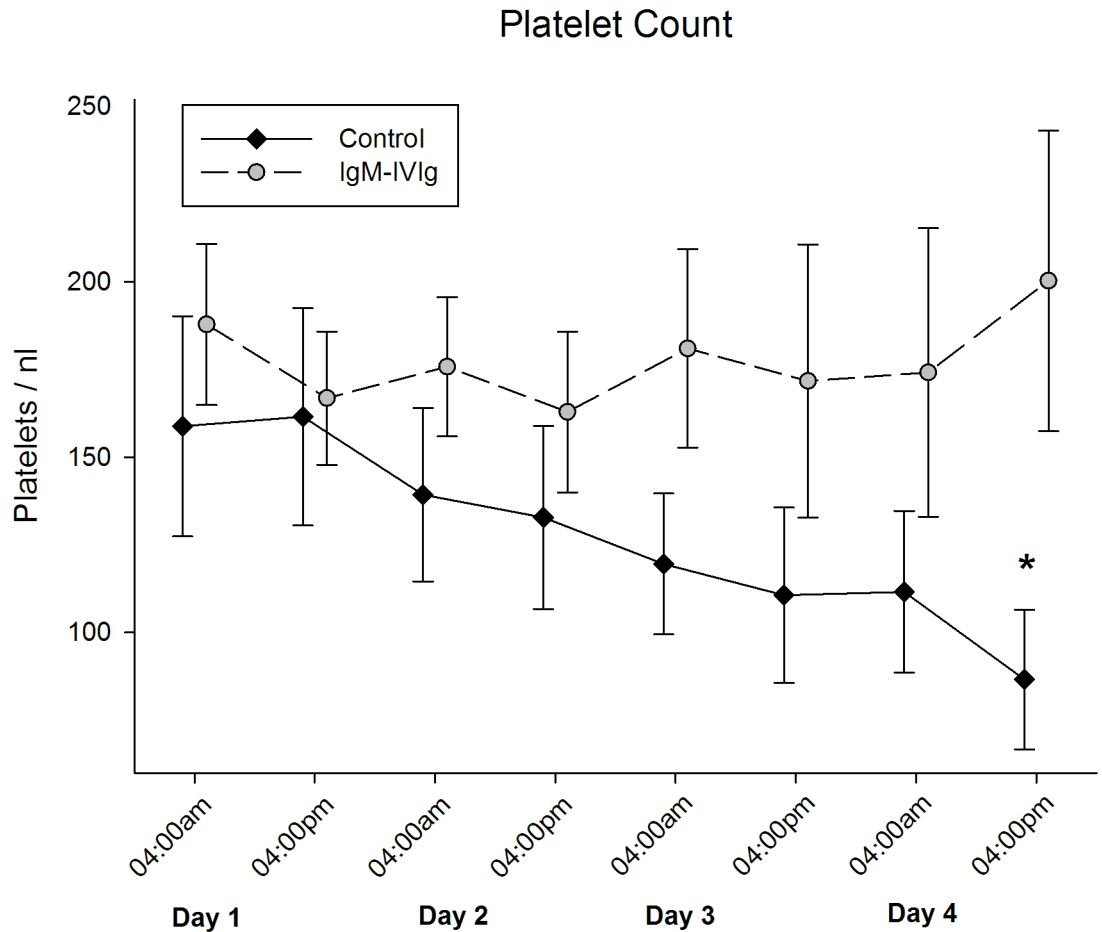 Platelet Count
250
200
150
100
Platelets / nl
Control
IgM-IVIg
*
04:00am
04:00pm
04:00am
04:00pm
04:00am
04:00pm
04:00am
04:00pm
Day 1
Day 2
Day 3
Day 4